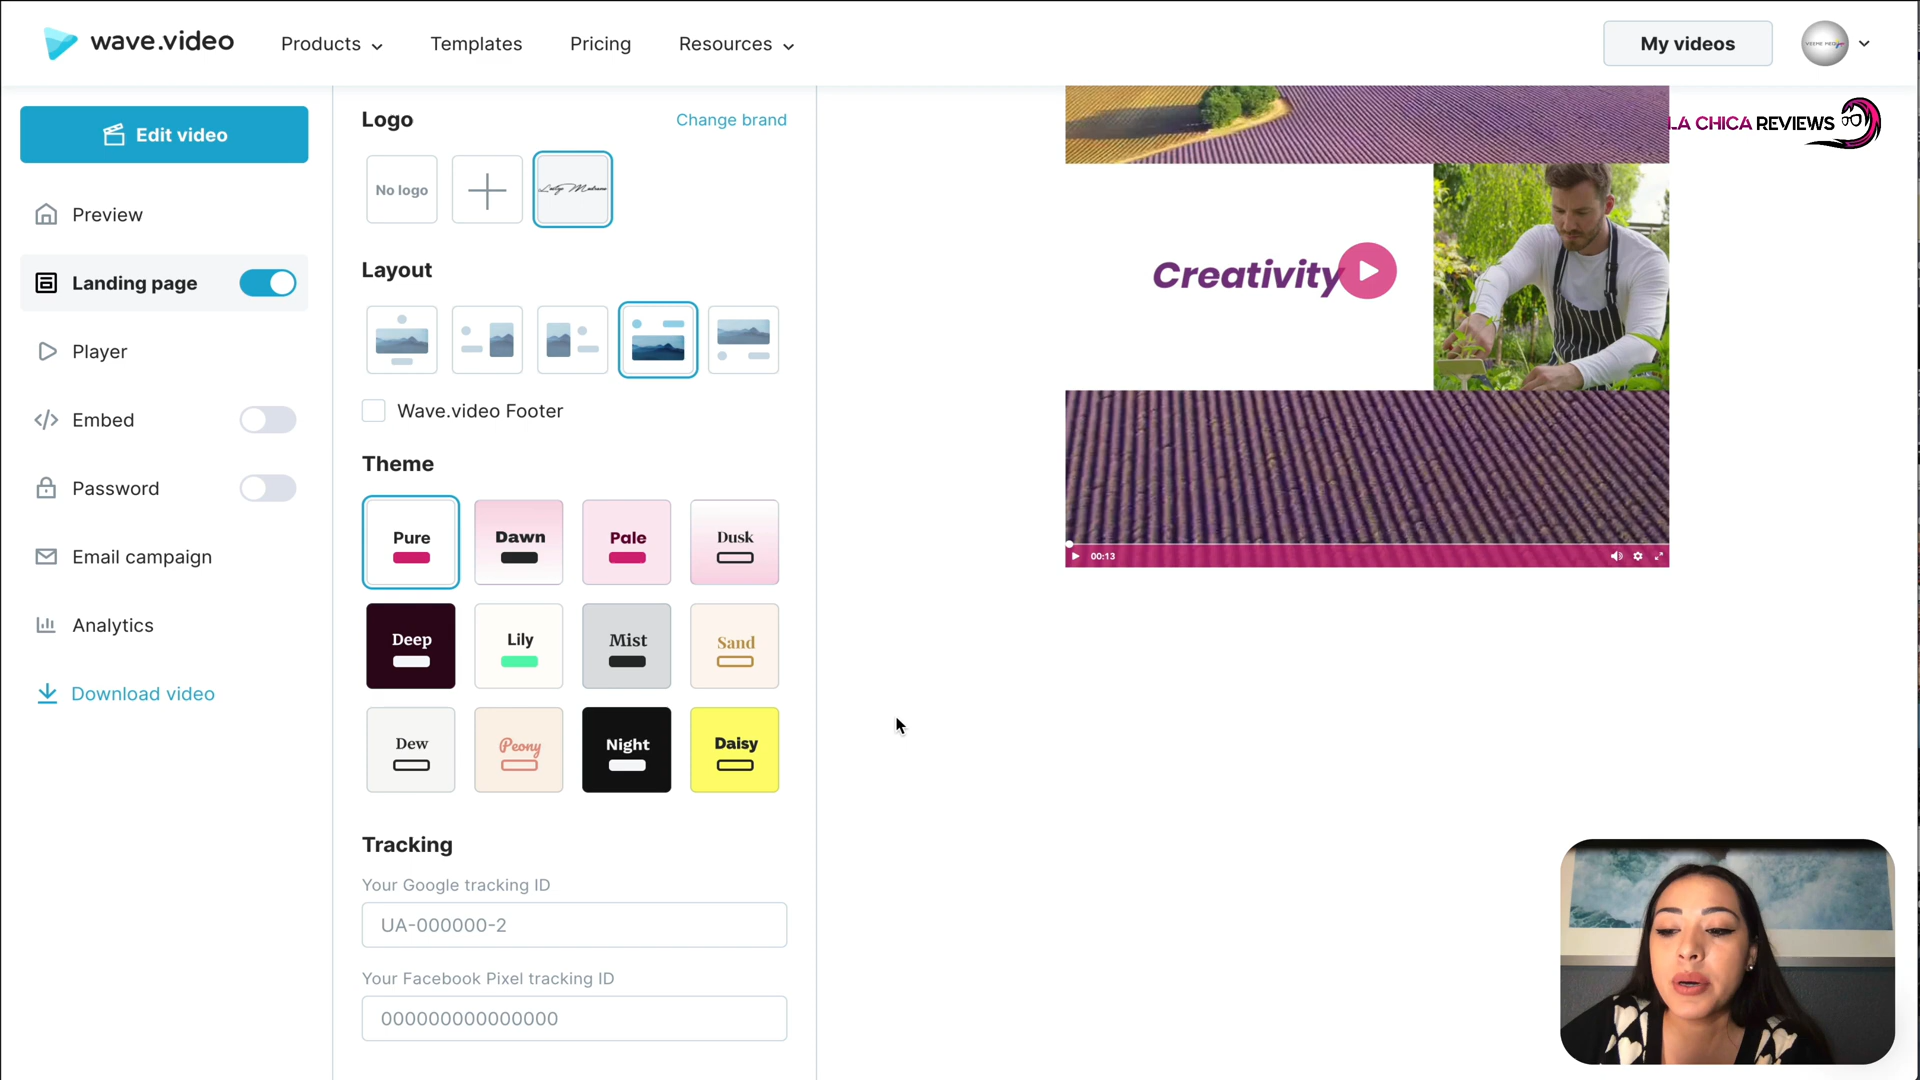 wave.video
Products
Templates
Pricing
Resources
My videos
Edit video
Preview
Landing page
Player
Embed
Password
Email campaign
Analytics
Download video
Logo
Change brand
No logo
Layout
Wave.video Footer
Theme
Pure
Dawn
Pale
Dusk
Deep
Lily
Mist
Sand
Dew
Peony
Night
Daisy
Tracking
Your Google tracking ID
UA-000000-2
Your Facebook Pixel tracking ID
000000000000000
LA CHICA REVIEWS
Creativity
00:13